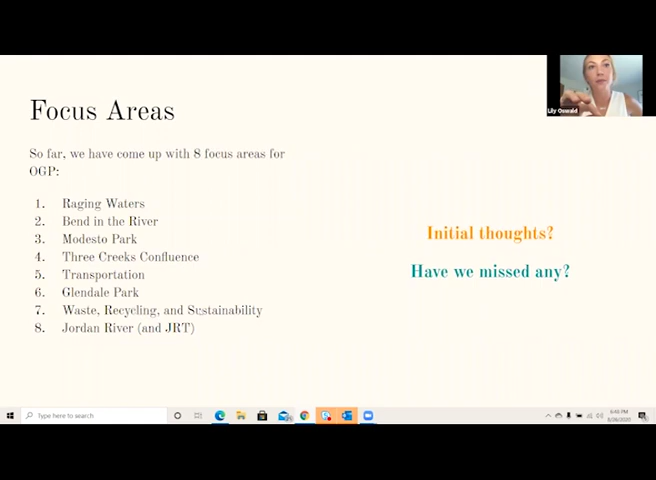 Lily Oswald
Focus Areas
So far, we have come up with 8 focus areas for
OGP:
1. Raging Waters
2. Bend in the River
3. Modesto Park
4. Three Creeks Confluence
5. Transportation
6. Glendale Park
7. Waste, Recycling, and Sustainability
8. Jordan River (and JRT)
Initial thoughts?
Have we missed any?
Type here to search